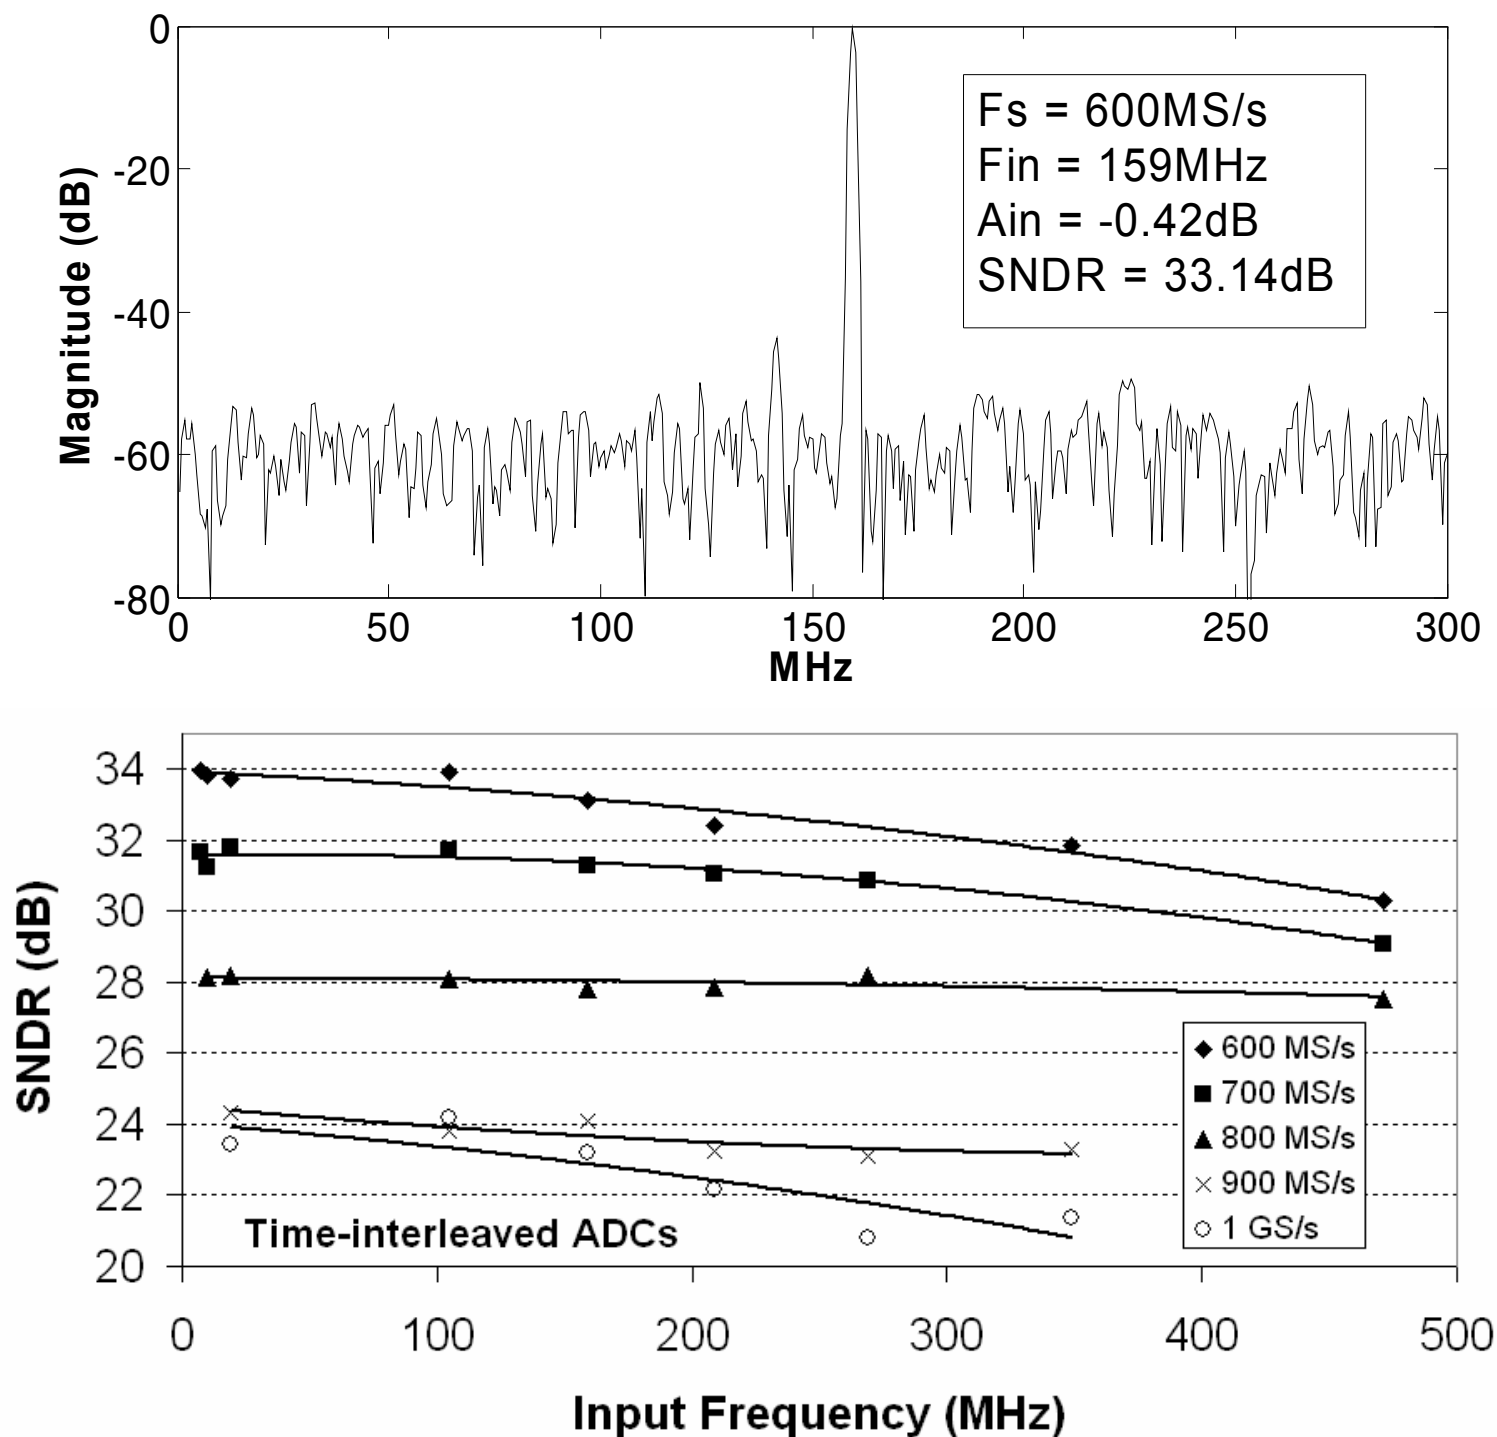 0
-20
-40
-60
-80
Magnitude (dB)
Fs = 600MS/s
Fin = 159MHz
Ain = -0.42dB
SNDR = 33.14dB
0 50 100 150 200 250 300
MHz
34
32
30
28
26
24
22
20
SNDR (dB)
600 MS/s
700 MS/s
800 MS/s
900 MS/s
1 GS/s
Time-interleaved ADCs
0 100 200 300 400 500
Input Frequency (MHz)